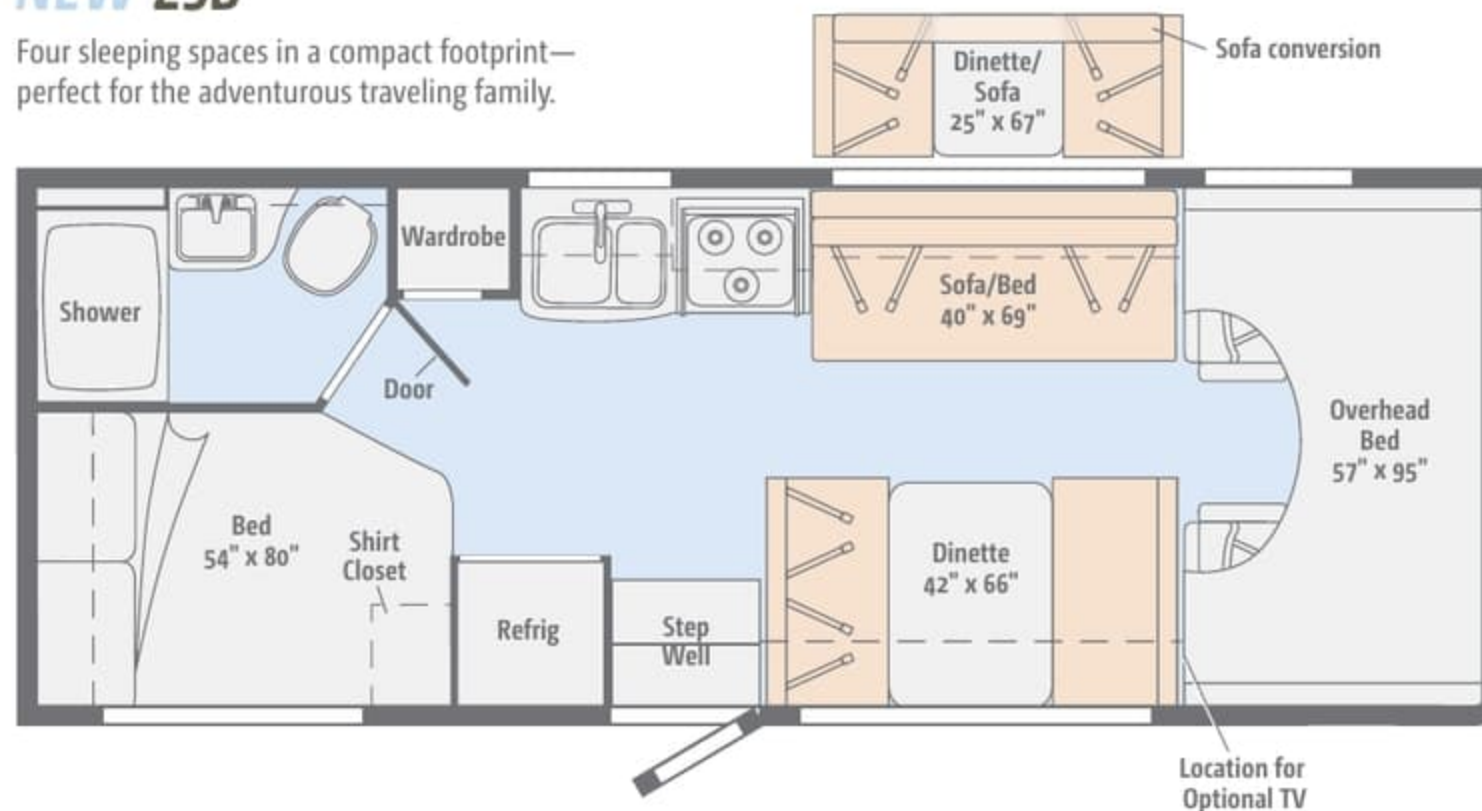 NEW
Four sleeping spaces in a compact footprint—
perfect for the adventurous traveling family.
Dinette/
Sofa
25" x 67"
Sofa conversion
Shower
Wardrobe
Door
Sofa/Bed
40" x 69"
Overhead
Bed
57" x 95"
Bed
54" x 80"
Shirt
Closet
Refrig
Step
Well
Dinette
42" x 66"
Location for
Optional TV